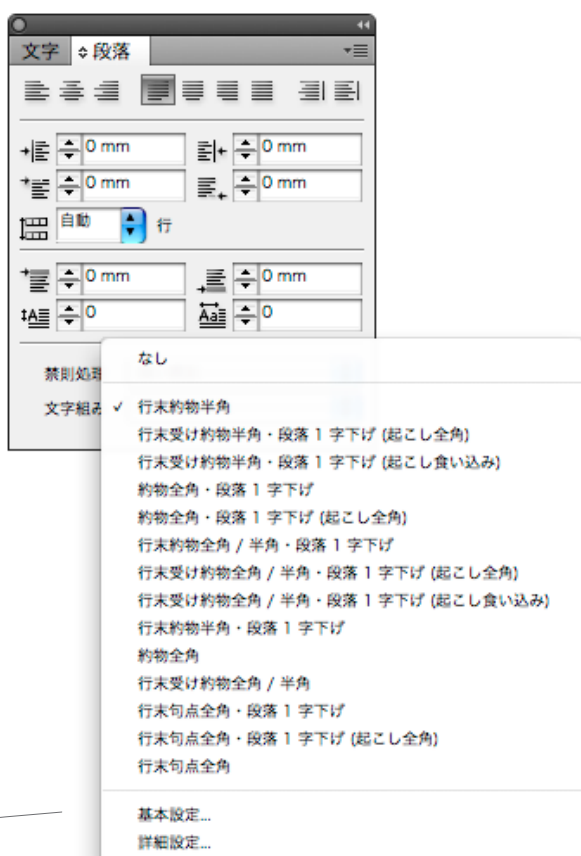 文字 段落
0 mm 0 mm
0 mm 0 mm
自動 行
0 mm 0 mm
0 0
禁則処理
文字組み
なし
✓ 行末約物半角
行末受け約物半角・段落 1 字下げ (起こし全角)
行末受け約物半角・段落 1 字下げ (起こし食い込み)
約物全角・段落 1 字下げ
約物全角・段落 1 字下げ (起こし全角)
行末約物全角 / 半角・段落 1 字下げ
行末受け約物全角 / 半角・段落 1 字下げ (起こし全角)
行末受け約物全角 / 半角・段落 1 字下げ (起こし食い込み)
行末約物半角・段落 1 字下げ
約物全角
行末受け約物全角 / 半角
行末句点全角・段落 1 字下げ
行末句点全角・段落 1 字下げ (起こし全角)
行末句点全角
基本設定...
詳細設定...